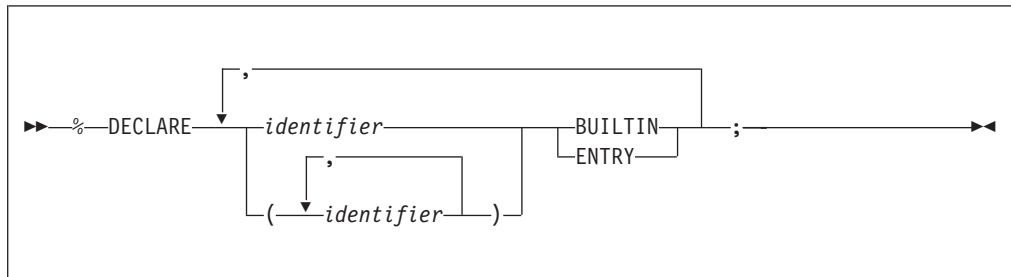 ,
►►—%—DECLARE—identifier—BUILTIN—;—►◄
ENTRY
,
(—identifier—)